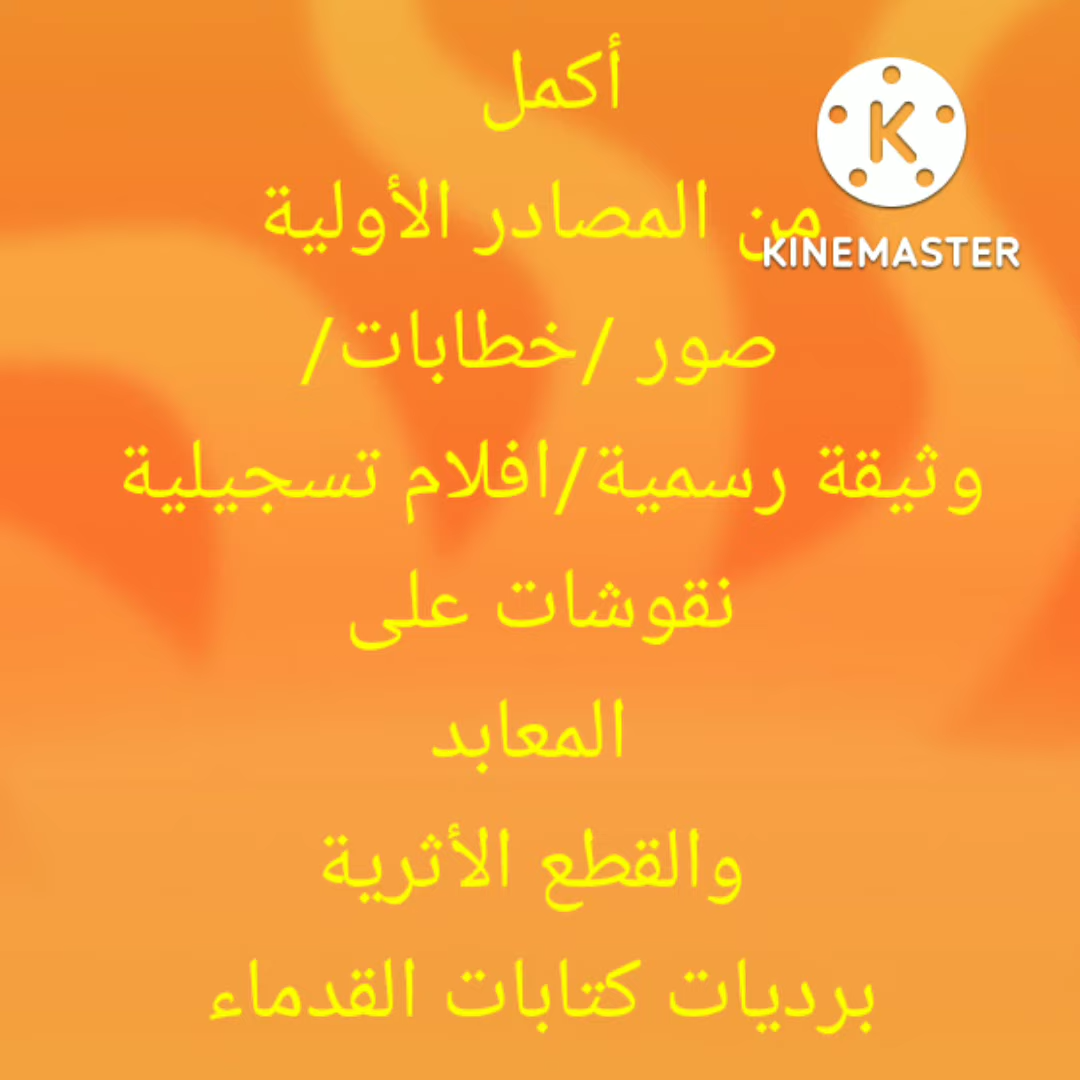 أكمل
من المصادر الأولية
صور /خطابات/
وثيقة رسمية/افلام تسجيلية
نقوشات على
المعابد
والقطع الأثرية
برديات كتابات القدماء
K
KINEMASTER